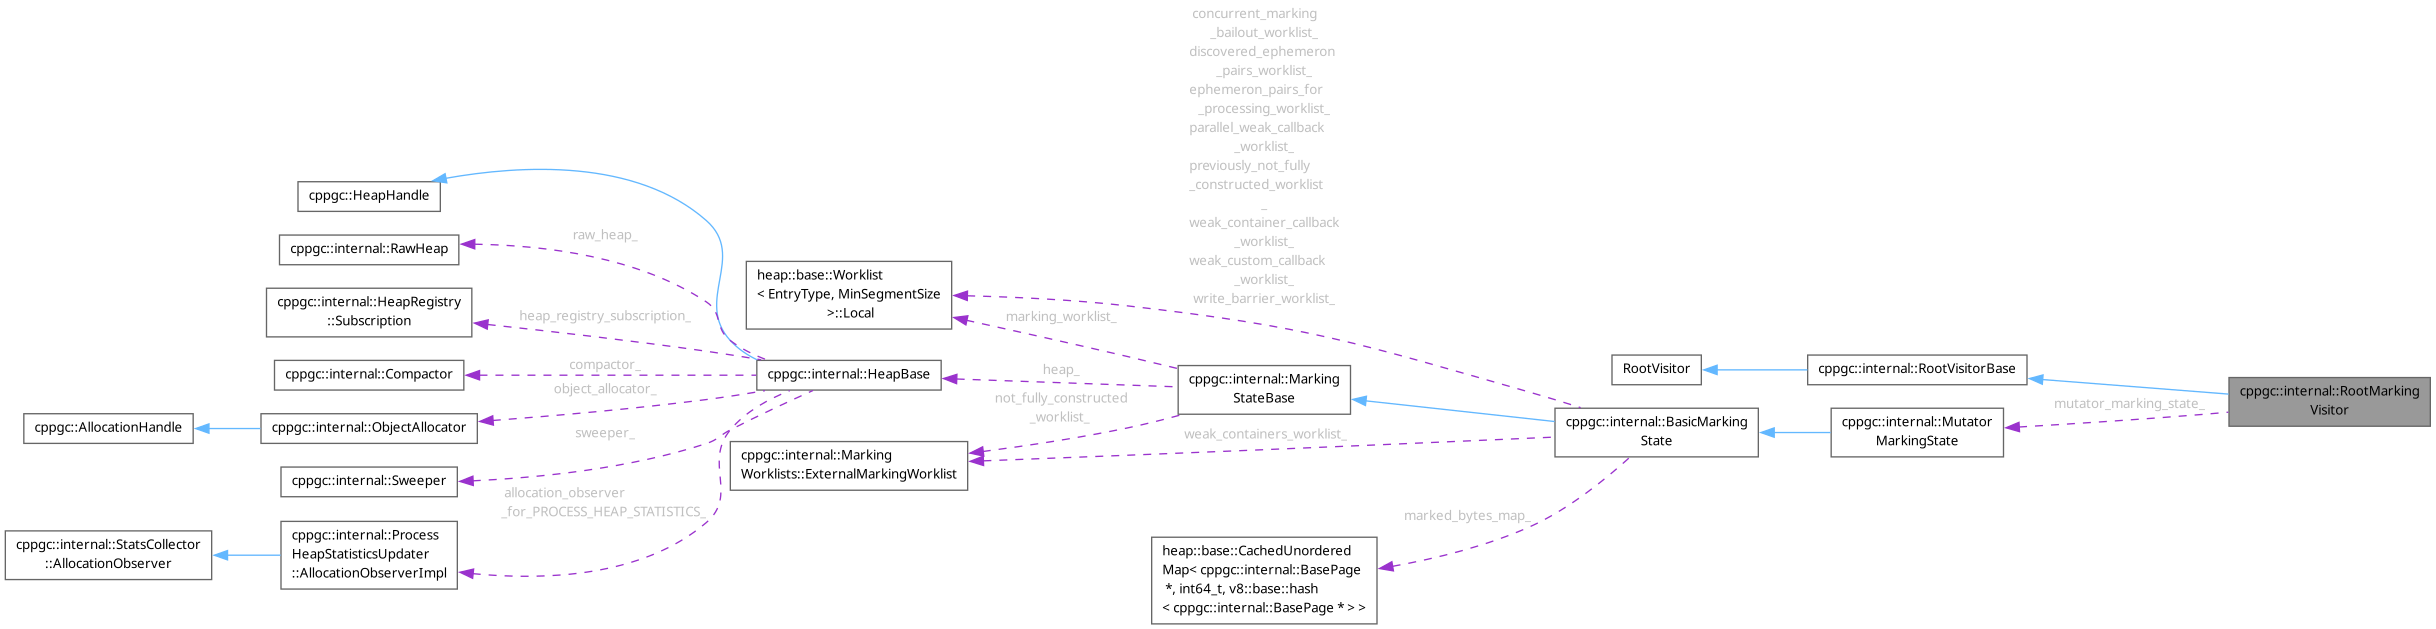 concurrent_marking
_bailout_worklist_
discovered_ephemeron
_pairs_worklist_
ephemeron_pairs_for
_processing_worklist_
parallel_weak_callback
_worklist_
previously_not_fully
_constructed_worklist
_
weak_container_callback
_worklist_
weak_custom_callback
_worklist_
write_barrier_worklist_
cppgc::HeapHandle
raw_heap_
cppgc::internal::RawHeap
cppgc::internal::HeapRegistry
::Subscription
heap_registry_subscription_
cppgc::internal::Compactor
compactor_
object_allocator_
cppgc::AllocationHandle
cppgc::internal::ObjectAllocator
sweeper_
cppgc::internal::Sweeper
allocation_observer
_for_PROCESS_HEAP_STATISTICS_
cppgc::internal::StatsCollector
::AllocationObserver
cppgc::internal::Process
HeapStatisticsUpdater
::AllocationObserverImpl
heap::base::Worklist
< EntryType, MinSegmentSize
>::Local
cppgc::internal::HeapBase
marking_worklist_
heap_
not_fully_constructed
_worklist_
cppgc::internal::Marking
Worklists::ExternalMarkingWorklist
cppgc::internal::Marking
StateBase
weak_containers_worklist_
marked_bytes_map_
heap::base::CachedUnordered
Map< cppgc::internal::BasePage
*, int64_t, v8::base::hash
< cppgc::internal::BasePage * > >
RootVisitor
cppgc::internal::BasicMarking
State
cppgc::internal::RootVisitorBase
cppgc::internal::Mutator
MarkingState
mutator_marking_state_
cppgc::internal::RootMarking
Visitor